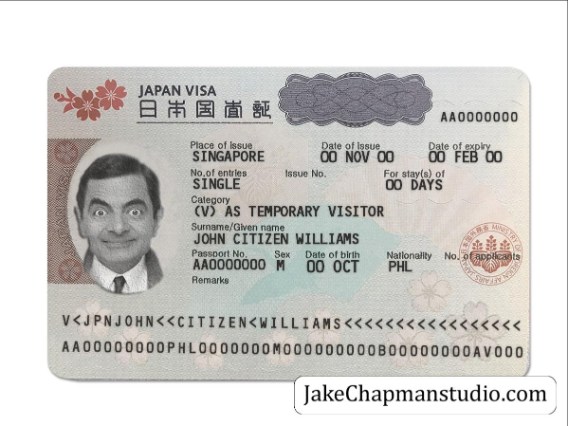 JAPAN VISA
日本国査証
AA0000000
Place of issue Date of issue Date of expiry
SINGAPORE 00 NOV 00 00 FEB 00
No.of entries Issue No. For stay(s) of
SINGLE 00 DAYS
Category
(V) AS TEMPORARY VISITOR
Surname/Given name
JOHN CITIZEN WILLIAMS
Passport No. Sex Date of birth Nationality No. of applicants
AA0000000 M 00 OCT PHL
Remarks
V<JPNJOHN<<CITIZEN<WILLIAMS<<<<<<<<<<<<<<<<<
AA00000000PHL0000000M0000000000B00000000AV000
JakeChapmanstudio.com